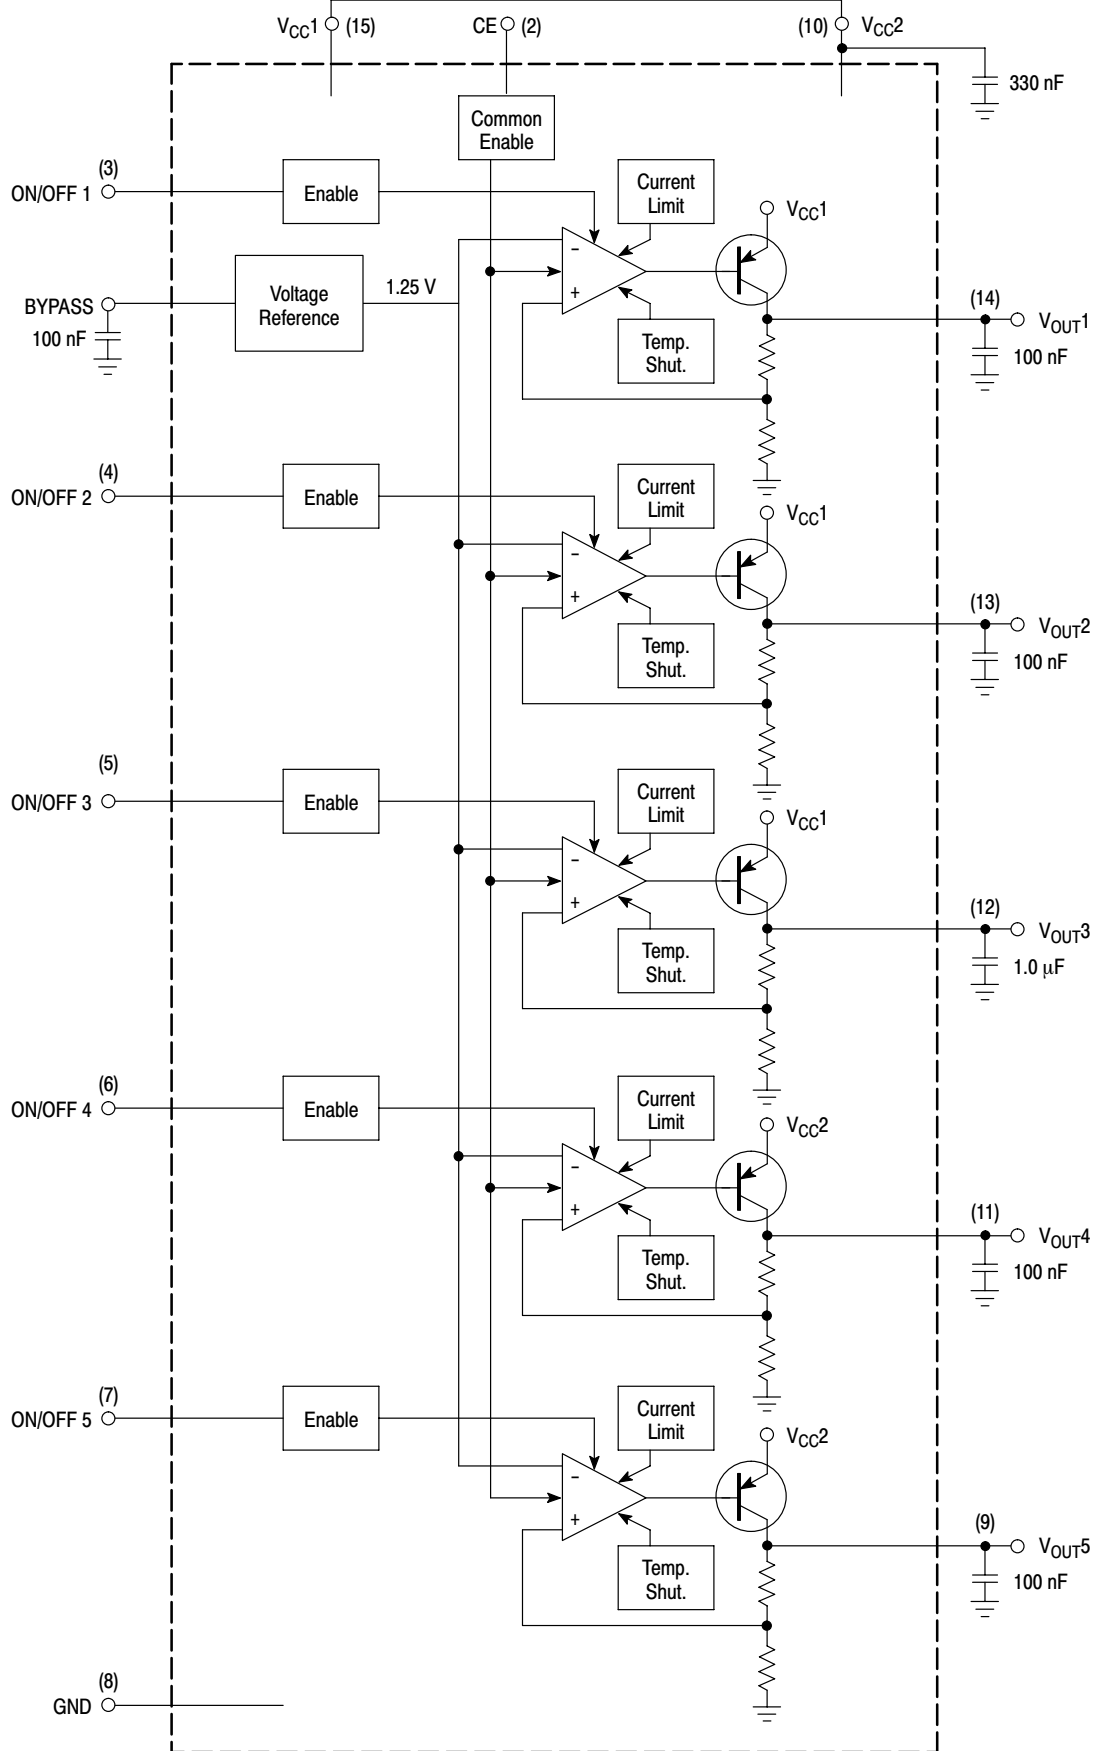 VCC1 (15)
CE (2)
(10) VCC2
330 nF
Common
Enable
(3)
ON/OFF 1
Enable
Current
Limit
VCC1
BYPASS
100 nF
Voltage
Reference
1.25 V
–
+
Temp.
Shut.
(14)
VOUT1
100 nF
(4)
ON/OFF 2
Enable
Current
Limit
VCC1
–
+
Temp.
Shut.
(13)
VOUT2
100 nF
(5)
ON/OFF 3
Enable
Current
Limit
VCC1
–
+
Temp.
Shut.
(12)
VOUT3
1.0 µF
(6)
ON/OFF 4
Enable
Current
Limit
VCC2
–
+
Temp.
Shut.
(11)
VOUT4
100 nF
(7)
ON/OFF 5
Enable
Current
Limit
VCC2
–
+
Temp.
Shut.
(9)
VOUT5
100 nF
(8)
GND